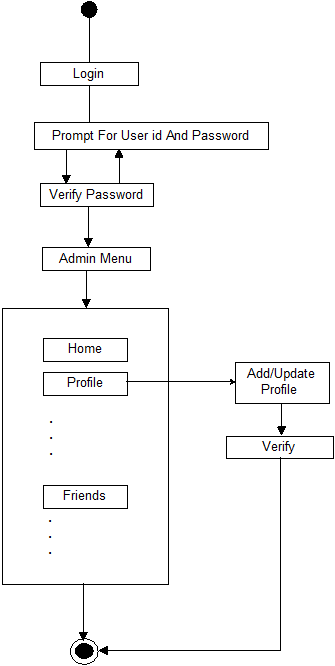 Login
Prompt For User id And Password
Verify Password
Admin Menu
Home
Profile
Add/Update
Profile
Verify
Friends